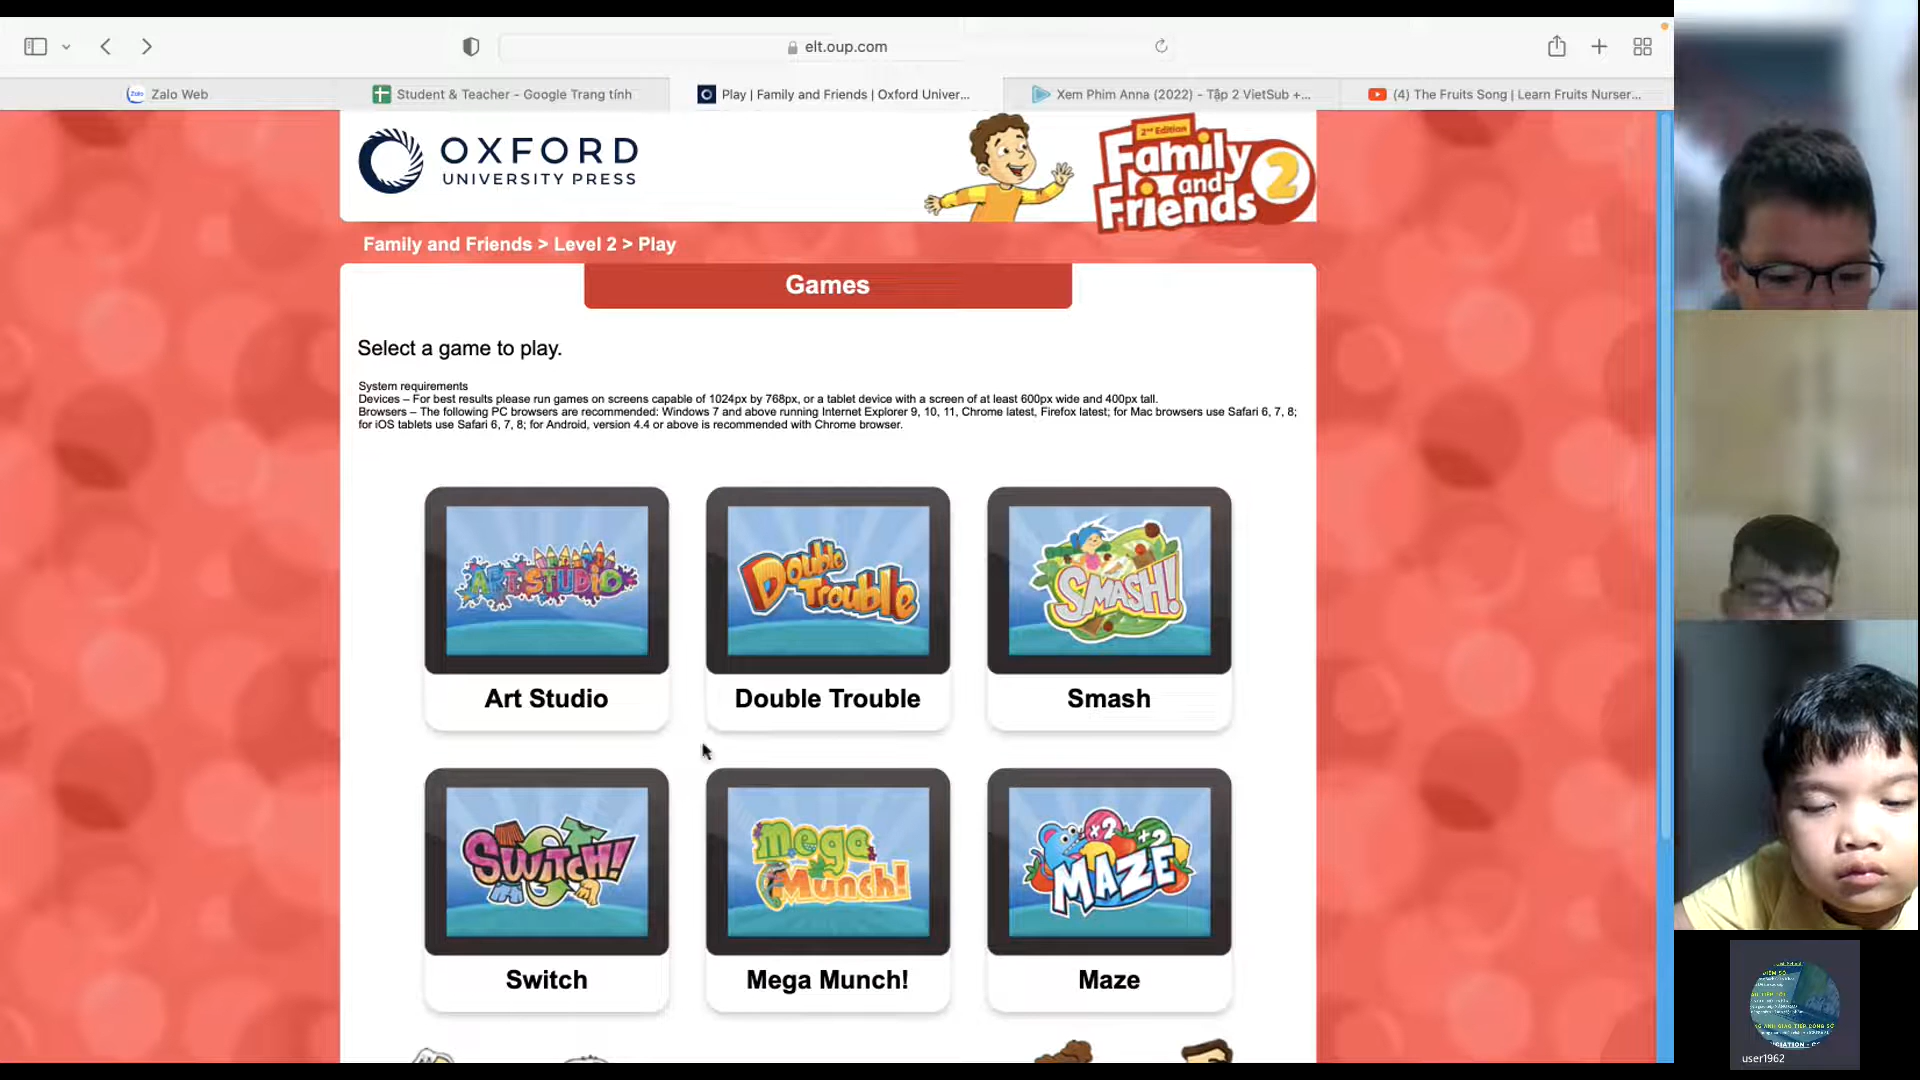 elt.oup.com
Zalo Web
Student & Teacher - Google Trang tính
Play | Family and Friends | Oxford Univer...
Xem Phim Anna (2022) - Tập 2 VietSub +...
(4) The Fruits Song | Learn Fruits Nurser...
OXFORD
UNIVERSITY PRESS
2nd Edition
Family
and
Friends
2
Family and Friends > Level 2 > Play
Games
Select a game to play.
System requirements
Devices – For best results please run games on screens capable of 1024px by 768px, or a tablet device with a screen of at least 600px wide and 400px tall.
Browsers – The following PC browsers are recommended: Windows 7 and above running Internet Explorer 9, 10, 11, Chrome latest, Firefox latest; for Mac browsers use Safari 6, 7, 8;
for iOS tablets use Safari 6, 7, 8; for Android, version 4.4 or above is recommended with Chrome browser.
ART STUDIO
Double
Trouble
SMASH!
Art Studio
Double Trouble
Smash
SWITCH!
Mega
Munch!
+2
+2
MAZE
Switch
Mega Munch!
Maze
user1962